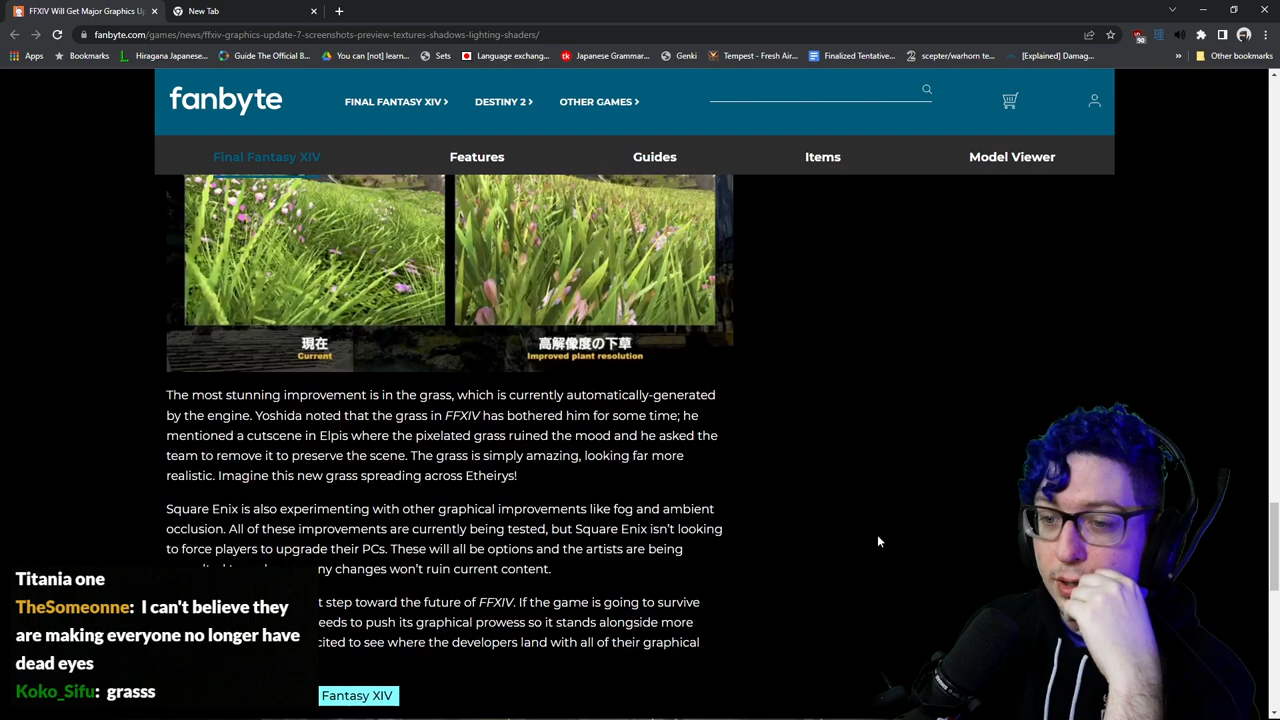 FFXIV Will Get Major Graphics Up
New Tab
fanbyte.com/games/news/ffxiv-graphics-update-7-screenshots-preview-textures-shadows-lighting-shaders/
90
Apps
Bookmarks
Hiragana Japanese...
Guide The Official B...
You can [not] learn...
Sets
Language exchang...
Japanese Grammar...
Genki
Tempest - Fresh Air...
Finalized Tentative...
scepter/warhorn te...
[Explained] Damag...
Other bookmarks
fanbyte
FINAL FANTASY XIV
DESTINY 2
OTHER GAMES
Final Fantasy XIV
Features
Guides
Items
Model Viewer
現在
Current
高解像度の下草
Improved plant resolution
The most stunning improvement is in the grass, which is currently automatically-generated
by the engine. Yoshida noted that the grass in FFXIV has bothered him for some time; he
mentioned a cutscene in Elpis where the pixelated grass ruined the mood and he asked the
team to remove it to preserve the scene. The grass is simply amazing, looking far more
realistic. Imagine this new grass spreading across Etheirys!
Square Enix is also experimenting with other graphical improvements like fog and ambient
occlusion. All of these improvements are currently being tested, but Square Enix isn't looking
to force players to upgrade their PCs. These will all be options and the artists are being
changes won't ruin current content.
step toward the future of FFXIV. If the game is going to survive
to push its graphical prowess so it stands alongside more
to see where the developers land with all of their graphical
Fantasy XIV
Titania one
TheSomeonne: I can't believe they
are making everyone no longer have
dead eyes
Koko_Sifu: grasss